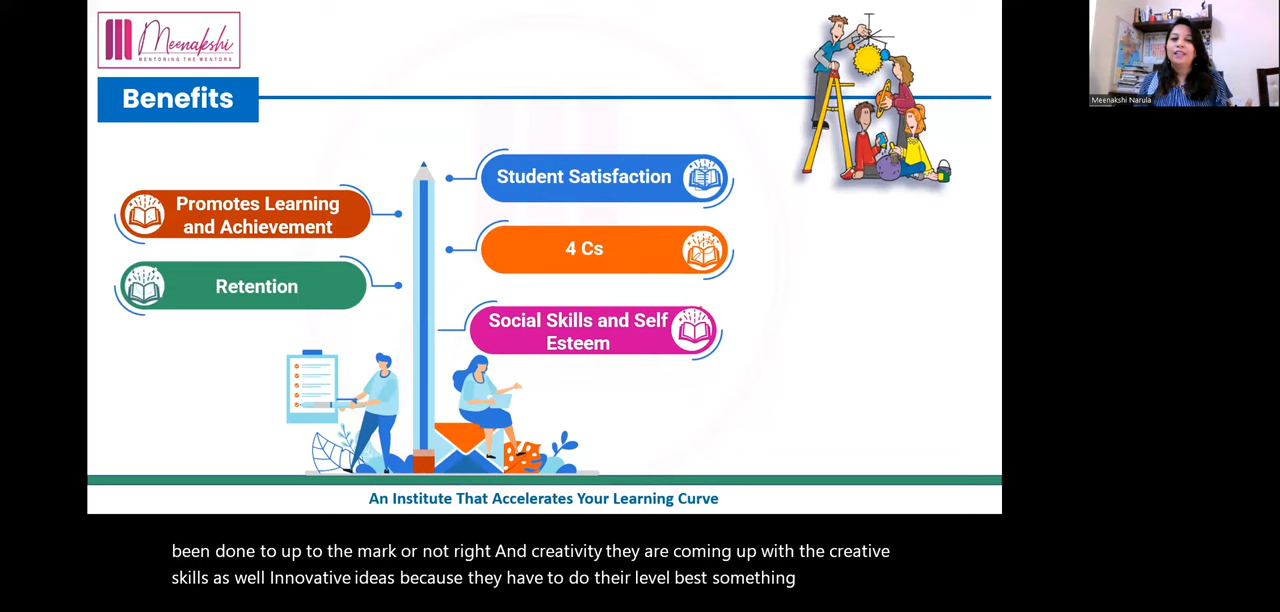 Meenakshi
MENTORING THE MENTORS
Benefits
Meenakshi Narula
Student Satisfaction
Promotes Learning
and Achievement
4 Cs
Retention
Social Skills and Self
Esteem
An Institute That Accelerates Your Learning Curve
been done to up to the mark or not right And creativity they are coming up with the creative
skills as well Innovative ideas because they have to do their level best something